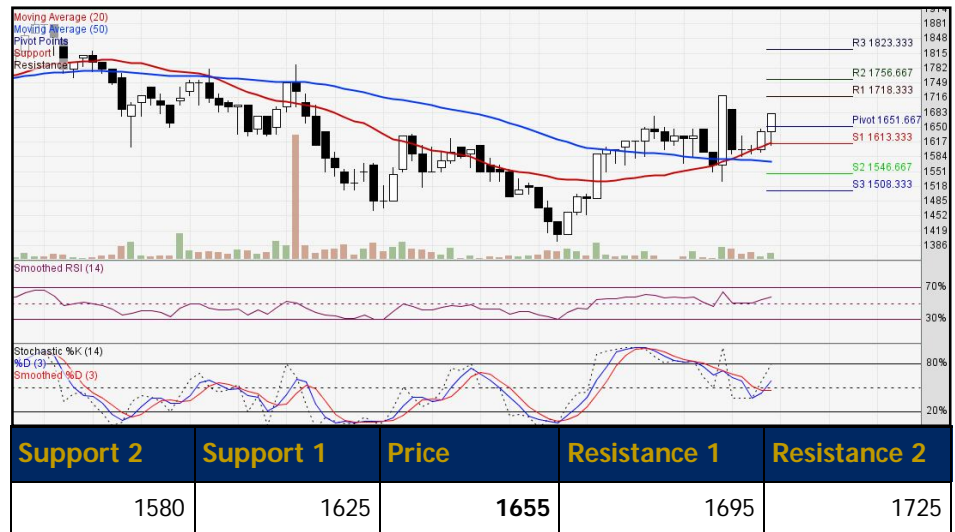 Moving Average (20)
Moving Average (50)
Pivot Points
Support
Resistance
1914
1881
1848
1815
1782
1749
1716
1683
1650
1617
1584
1551
1518
1485
1452
1419
1386
R3 1823.333
R2 1756.667
R1 1718.333
Pivot 1651.667
S1 1613.333
S2 1546.667
S3 1508.333
Smoothed RSI (14)
70%
30%
Stochastic %K (14)
%D (3)
Smoothed %D (3)
80%
20%
Support 2 Support 1 Price Resistance 1 Resistance 2
1580 1625 1655 1695 1725